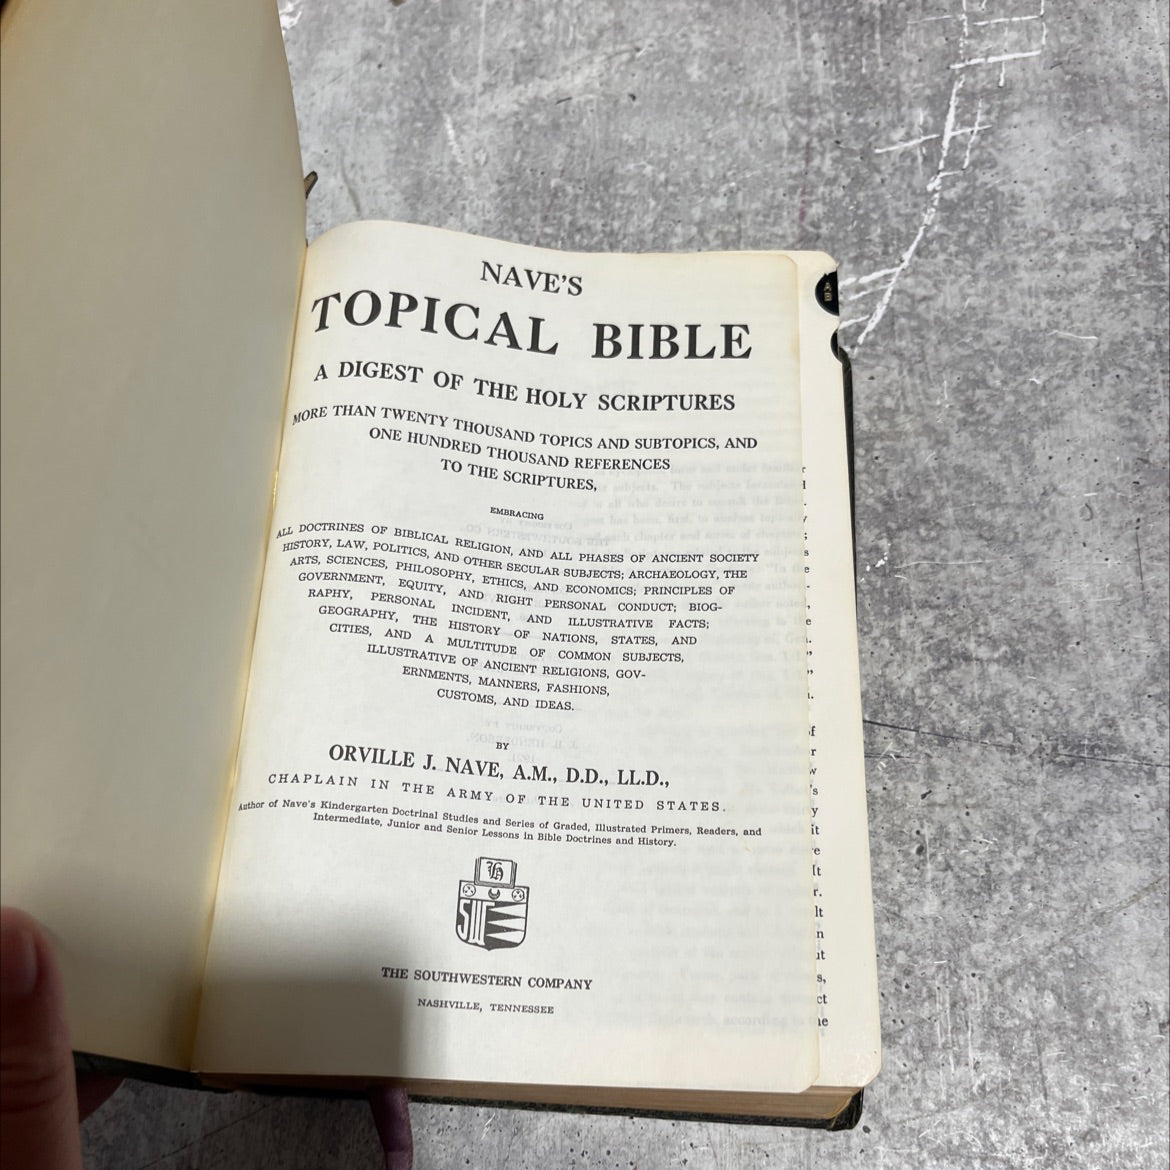 NAVE'S
TOPICAL BIBLE
A DIGEST OF THE HOLY SCRIPTURES
MORE THAN TWENTY THOUSAND TOPICS AND SUBTOPICS, AND
ONE HUNDRED THOUSAND REFERENCES
TO THE SCRIPTURES,
EMBRACING
ALL DOCTRINES OF BIBLICAL RELIGION, AND ALL PHASES OF ANCIENT SOCIETY
HISTORY, LAW, POLITICS, AND OTHER SECULAR SUBJECTS; ARCHAEOLOGY, THE
ARTS, SCIENCES, PHILOSOPHY, ETHICS, AND ECONOMICS; PRINCIPLES OF
GOVERNMENT, EQUITY, AND RIGHT PERSONAL CONDUCT; BIOG-
RAPHY, PERSONAL INCIDENT, AND ILLUSTRATIVE FACTS;
GEOGRAPHY, THE HISTORY OF NATIONS, STATES, AND
CITIES, AND A MULTITUDE OF COMMON SUBJECTS,
ILLUSTRATIVE OF ANCIENT RELIGIONS, GOV-
ERNMENTS, MANNERS, FASHIONS,
CUSTOMS, AND IDEAS.
BY
ORVILLE J. NAVE, A.M., D.D., LL.D.,
CHAPLAIN IN THE ARMY OF THE UNITED STATES.
Author of Nave's Kindergarten Doctrinal Studies and Series of Graded, Illustrated Primers, Readers, and
Intermediate, Junior and Senior Lessons in Bible Doctrines and History.
THE SOUTHWESTERN COMPANY
NASHVILLE, TENNESSEE